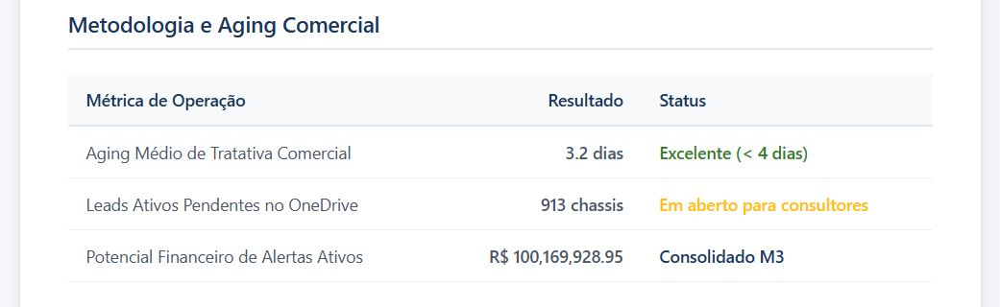 Metodologia e Aging Comercial
Métrica de Operação Resultado Status
Aging Médio de Tratativa Comercial 3.2 dias Excelente (< 4 dias)
Leads Ativos Pendentes no OneDrive 913 chassis Em aberto para consultores
Potencial Financeiro de Alertas Ativos R$ 100,169,928.95 Consolidado M3